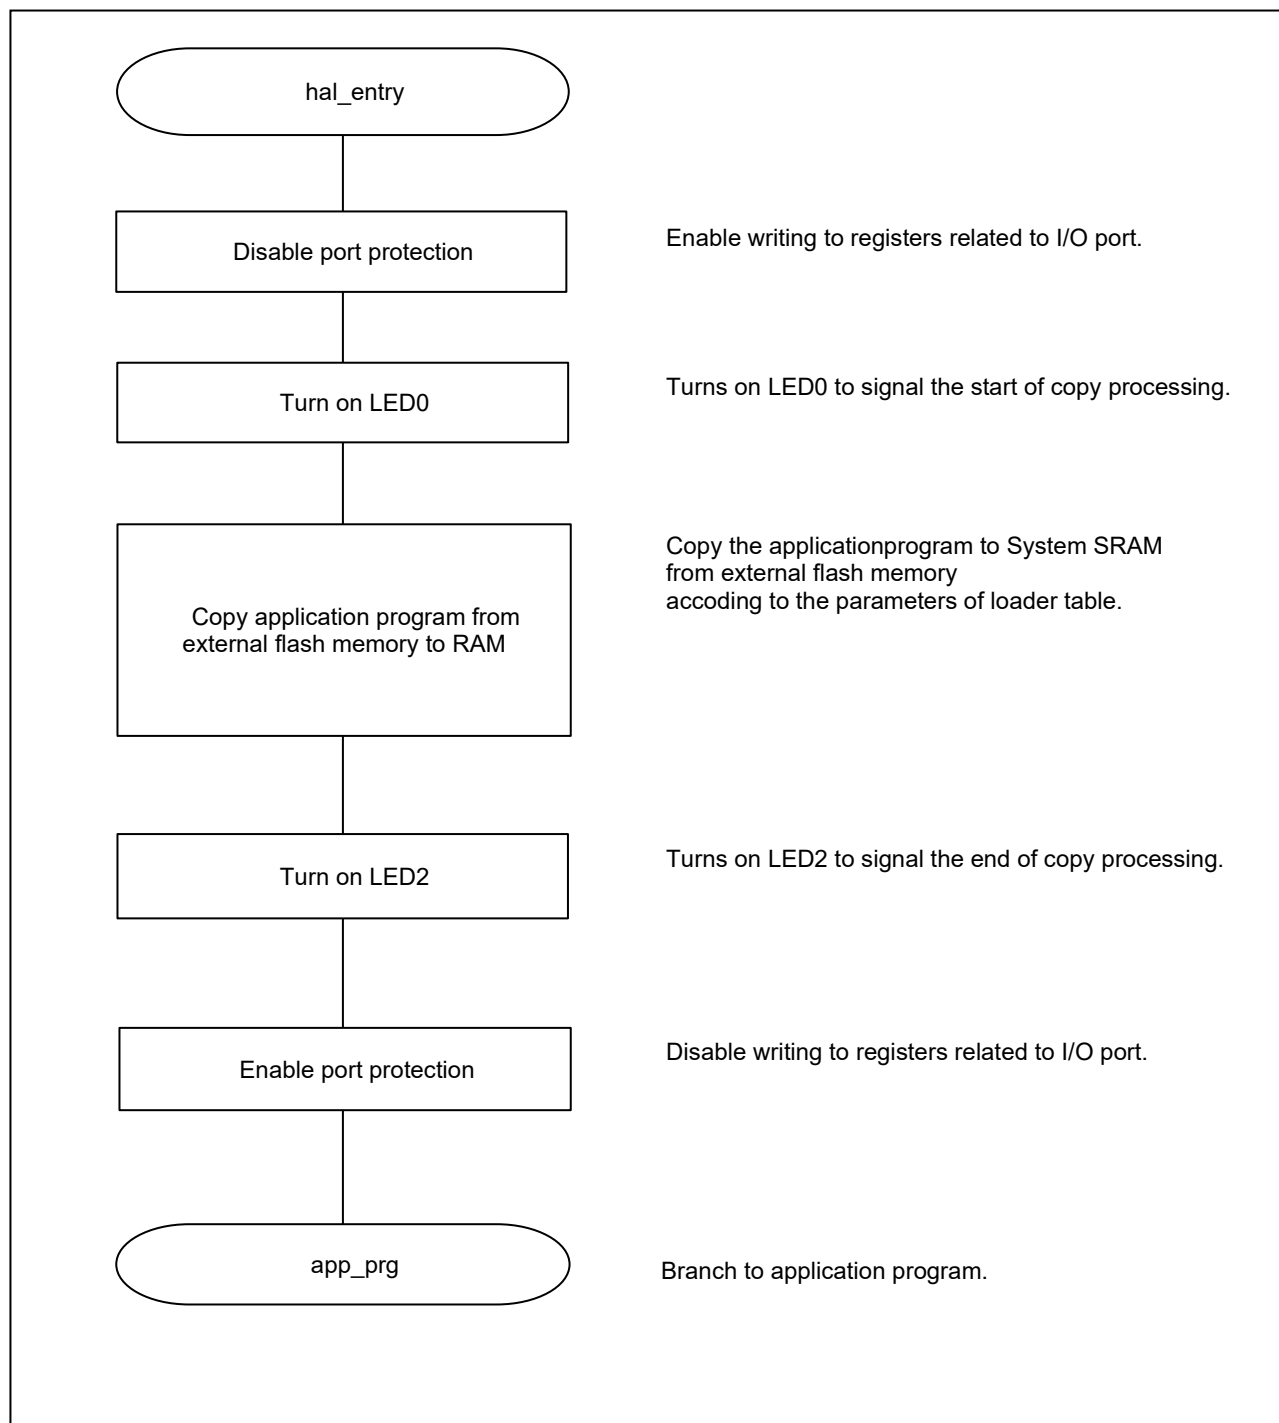 hal_entry
Disable port protection
Enable writing to registers related to I/O port.
Turn on LED0
Turns on LED0 to signal the start of copy processing.
Copy application program from
external flash memory to RAM
Copy the applicationprogram to System SRAM
from external flash memory
accoding to the parameters of loader table.
Turn on LED2
Turns on LED2 to signal the end of copy processing.
Enable port protection
Disable writing to registers related to I/O port.
app_prg
Branch to application program.